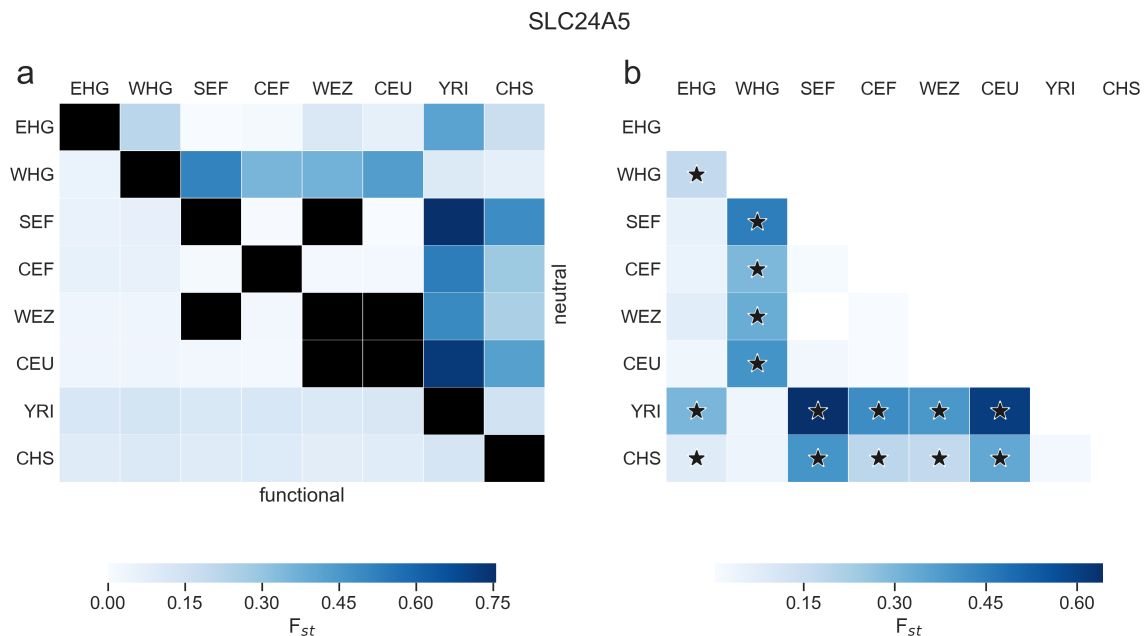 SLC24A5
a
EHG WHG SEF CEF WEZ CEU YRI CHS
EHG
WHG
SEF
CEF
WEZ
CEU
YRI
CHS
neutral
functional
0.00 0.15 0.30 0.45 0.60 0.75
Fst
b
EHG WHG SEF CEF WEZ CEU YRI CHS
EHG
WHG
SEF
CEF
WEZ
CEU
YRI
CHS
0.15 0.30 0.45 0.60
Fst